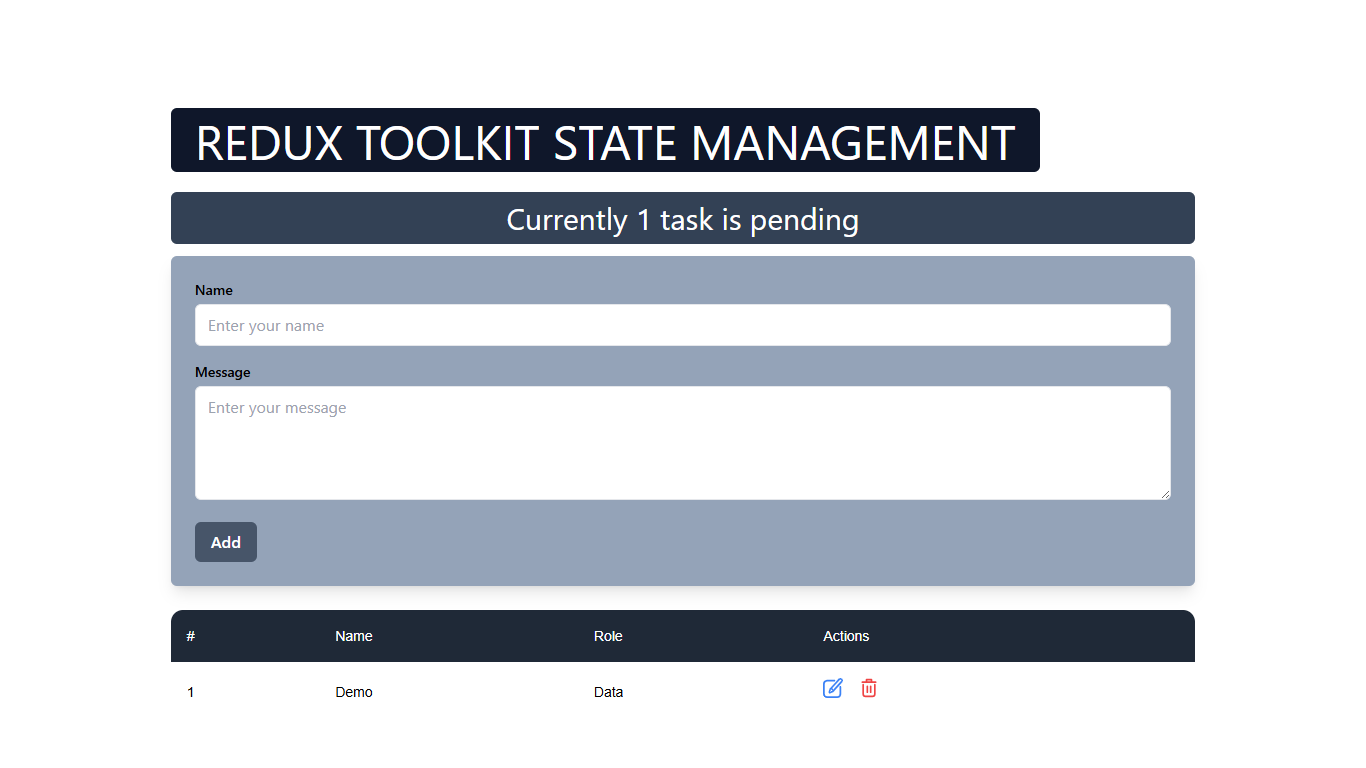 REDUX TOOLKIT STATE MANAGEMENT
Currently 1 task is pending
Name
Enter your name
Message
Enter your message
Add
# Name Role Actions
1 Demo Data